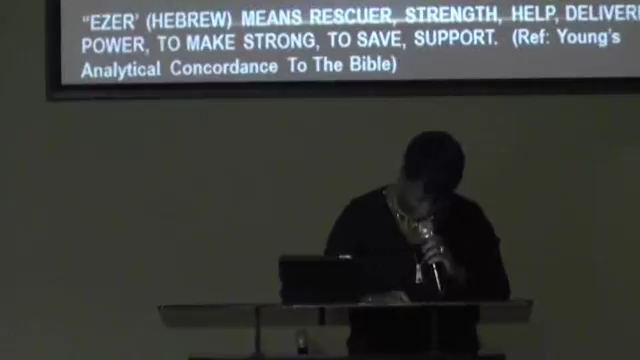 “EZER’ (HEBREW) MEANS RESCUER, STRENGTH, HELP, DELIVER
POWER, TO MAKE STRONG, TO SAVE, SUPPORT. (Ref: Young's
Analytical Concordance To The Bible)